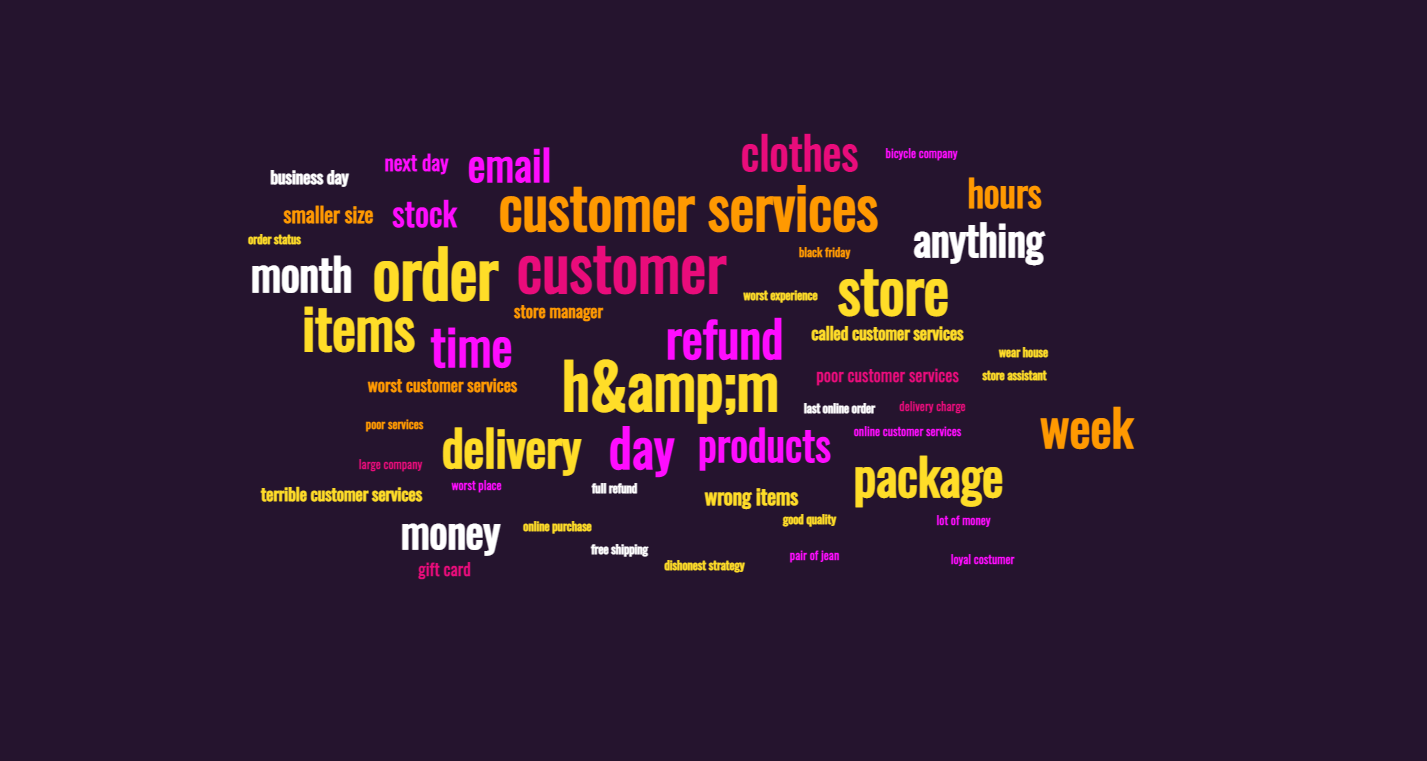 clothes
bicycle company
next day
email
business day
hours
smaller size
stock
customer services
order status
anything
black friday
month
order
customer
worst experience
store
store manager
items
time
refund
called customer services
wear house
worst customer services
h&amp;m
poor customer services
store assistant
last online order
delivery charge
poor services
week
delivery
day
products
online customer services
large company
package
terrible customer services
worst place
full refund
wrong items
money
online purchase
good quality
lot of money
free shipping
pair of jean
loyal costumer
gift card
dishonest strategy